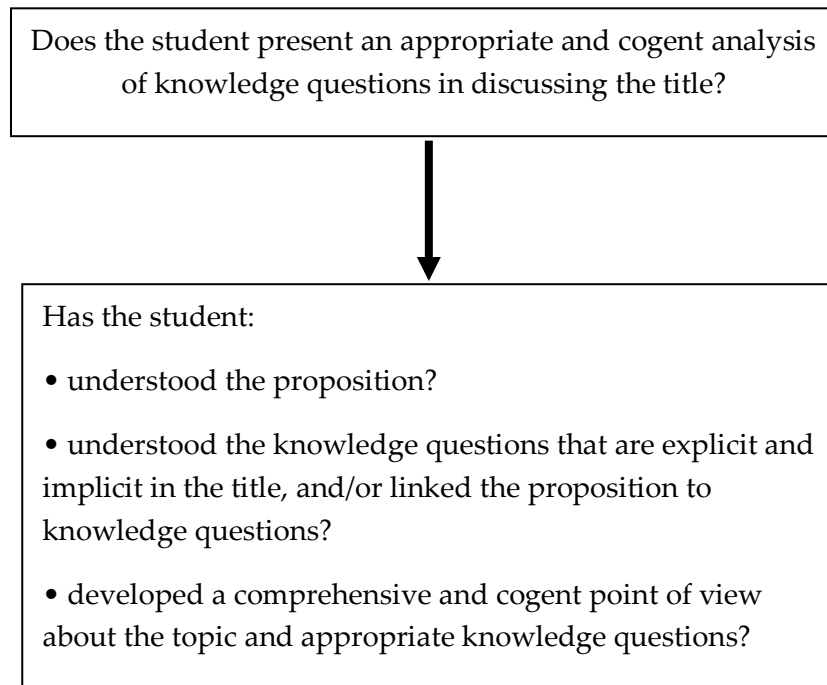 Does the student present an appropriate and cogent analysis
of knowledge questions in discussing the title?
Has the student:
• understood the proposition?
• understood the knowledge questions that are explicit and
implicit in the title, and/or linked the proposition to
knowledge questions?
• developed a comprehensive and cogent point of view
about the topic and appropriate knowledge questions?